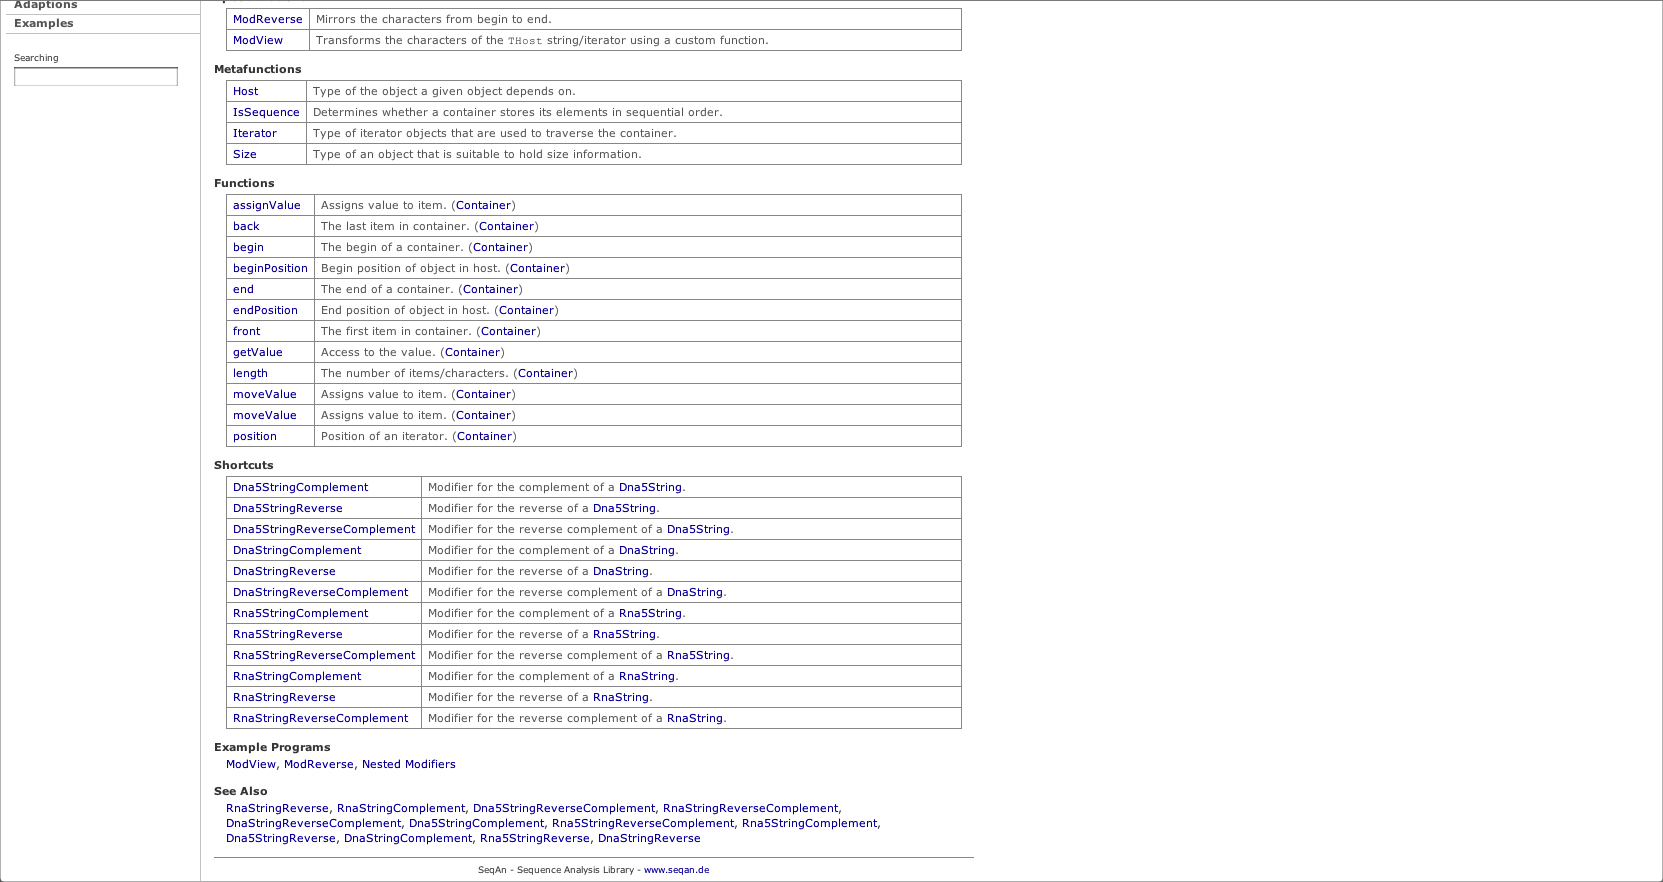 Adaptions
Examples
Searching
ModReverse Mirrors the characters from begin to end.
ModView Transforms the characters of the THost string/iterator using a custom function.
Metafunctions
Host Type of the object a given object depends on.
IsSequence Determines whether a container stores its elements in sequential order.
Iterator Type of iterator objects that are used to traverse the container.
Size Type of an object that is suitable to hold size information.
Functions
assignValue Assigns value to item. (Container)
back The last item in container. (Container)
begin The begin of a container. (Container)
beginPosition Begin position of object in host. (Container)
end The end of a container. (Container)
endPosition End position of object in host. (Container)
front The first item in container. (Container)
getValue Access to the value. (Container)
length The number of items/characters. (Container)
moveValue Assigns value to item. (Container)
moveValue Assigns value to item. (Container)
position Position of an iterator. (Container)
Shortcuts
Dna5StringComplement Modifier for the complement of a Dna5String.
Dna5StringReverse Modifier for the reverse of a Dna5String.
Dna5StringReverseComplement Modifier for the reverse complement of a Dna5String.
DnaStringComplement Modifier for the complement of a DnaString.
DnaStringReverse Modifier for the reverse of a DnaString.
DnaStringReverseComplement Modifier for the reverse complement of a DnaString.
Rna5StringComplement Modifier for the complement of a Rna5String.
Rna5StringReverse Modifier for the reverse of a Rna5String.
Rna5StringReverseComplement Modifier for the reverse complement of a Rna5String.
RnaStringComplement Modifier for the complement of a RnaString.
RnaStringReverse Modifier for the reverse of a RnaString.
RnaStringReverseComplement Modifier for the reverse complement of a RnaString.
Example Programs
ModView, ModReverse, Nested Modifiers
See Also
RnaStringReverse, RnaStringComplement, Dna5StringReverseComplement, RnaStringReverseComplement,
DnaStringReverseComplement, Dna5StringComplement, Rna5StringReverseComplement, Rna5StringComplement,
Dna5StringReverse, DnaStringComplement, Rna5StringReverse, DnaStringReverse
SeqAn - Sequence Analysis Library - www.seqan.de